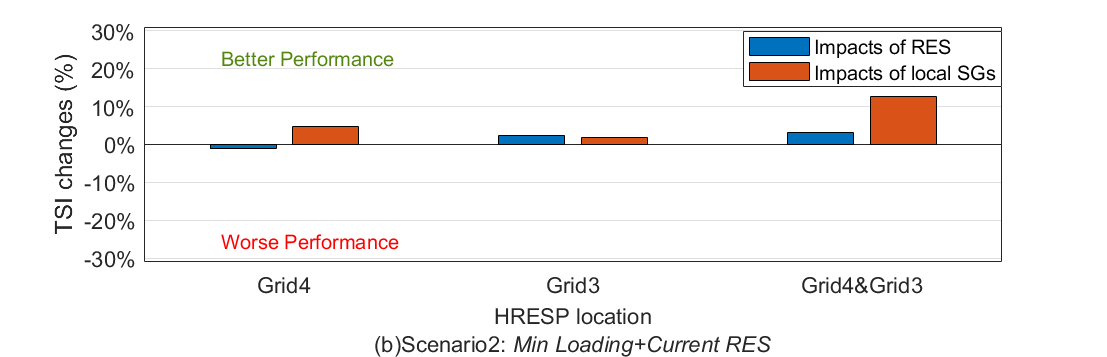 TSI changes (%)
30%
20%
10%
0%
-10%
-20%
-30%
Better Performance
Worse Performance
Impacts of RES
Impacts of local SGs
Grid4 Grid3 Grid4&Grid3
HRESP location
(b)Scenario2: Min Loading+Current RES